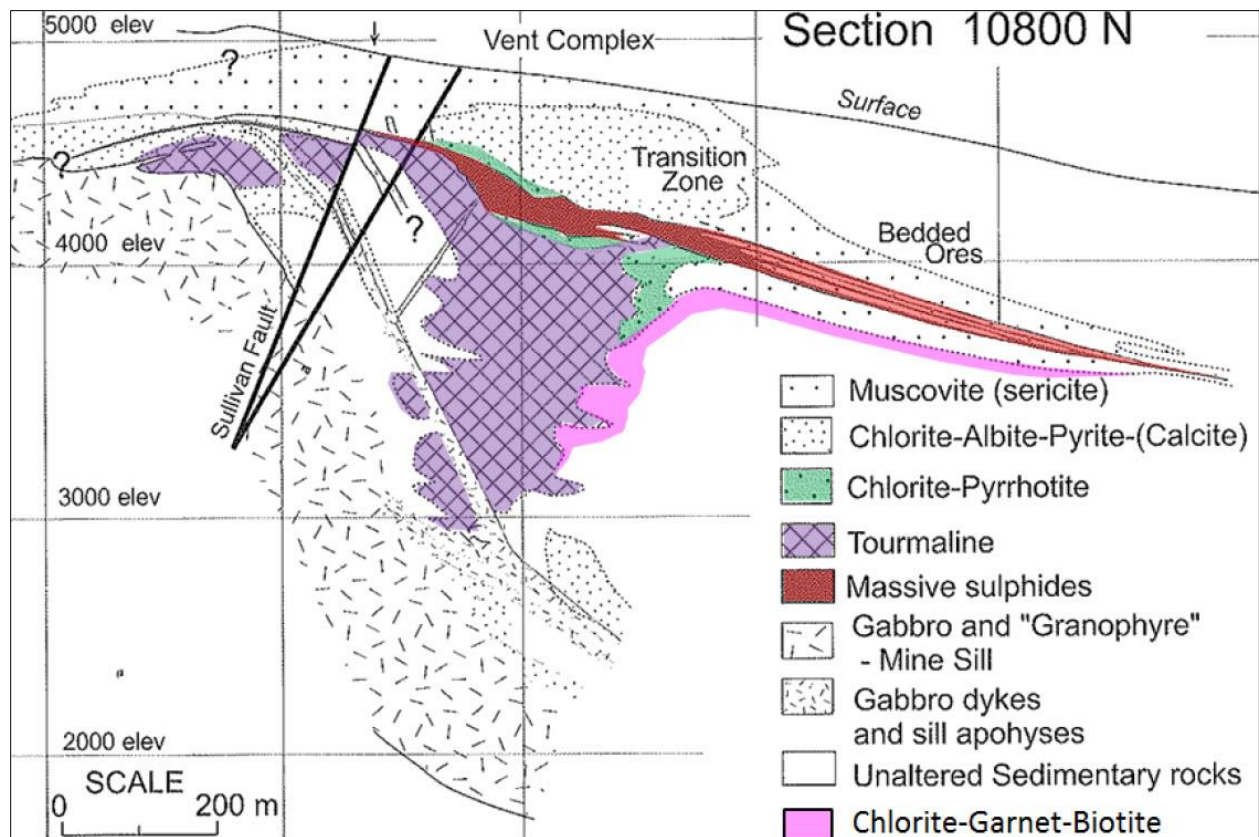 5000 elev
Vent Complex
Section 10800 N
?
Surface
?
Transition
Zone
?
Bedded
Ores
4000 elev
Sullivan Fault
3000 elev
2000 elev
SCALE
0 200 m
Muscovite (sericite)
Chlorite-Albite-Pyrite-(Calcite)
Chlorite-Pyrrhotite
Tourmaline
Massive sulphides
Gabbro and "Granophyre"
- Mine Sill
Gabbro dykes
and sill apohyses
Unaltered Sedimentary rocks
Chlorite-Garnet-Biotite